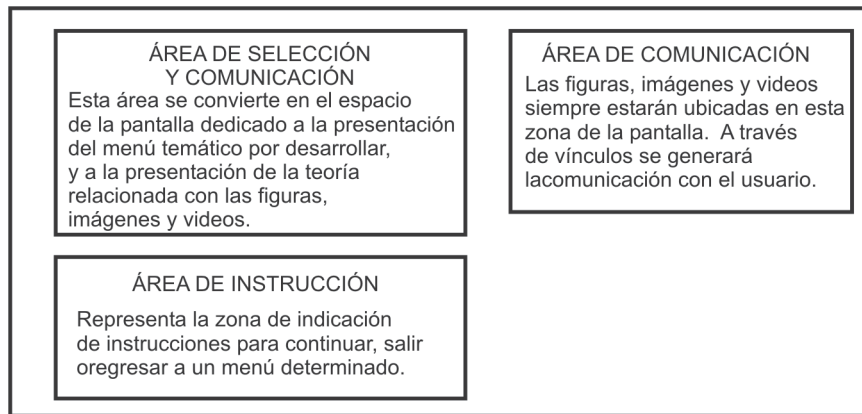 ÁREA DE SELECCIÓN
Y COMUNICACIÓN
Esta área se convierte en el espacio
de la pantalla dedicado a la presentación
del menú temático por desarrollar,
y a la presentación de la teoría
relacionada con las figuras,
imágenes y videos.
ÁREA DE COMUNICACIÓN
Las figuras, imágenes y videos
siempre estarán ubicadas en esta
zona de la pantalla. A través
de vínculos se generará
lacomunicación con el usuario.
ÁREA DE INSTRUCCIÓN
Representa la zona de indicación
de instrucciones para continuar, salir
oregresar a un menú determinado.